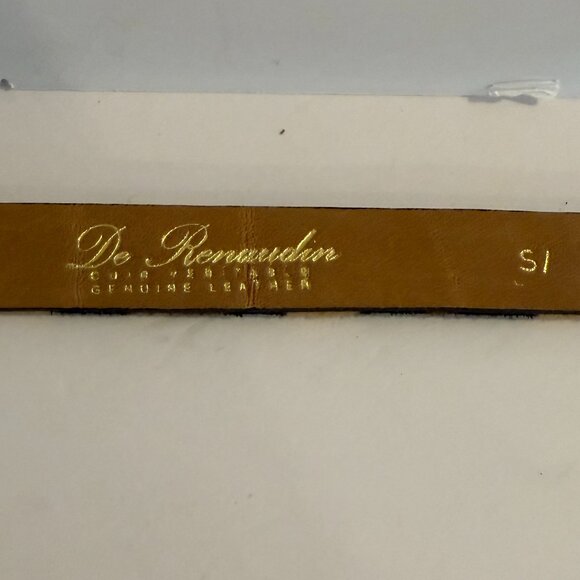 De Renaudin
CUIR VERITABLE
GENUINE LEATHER
S/